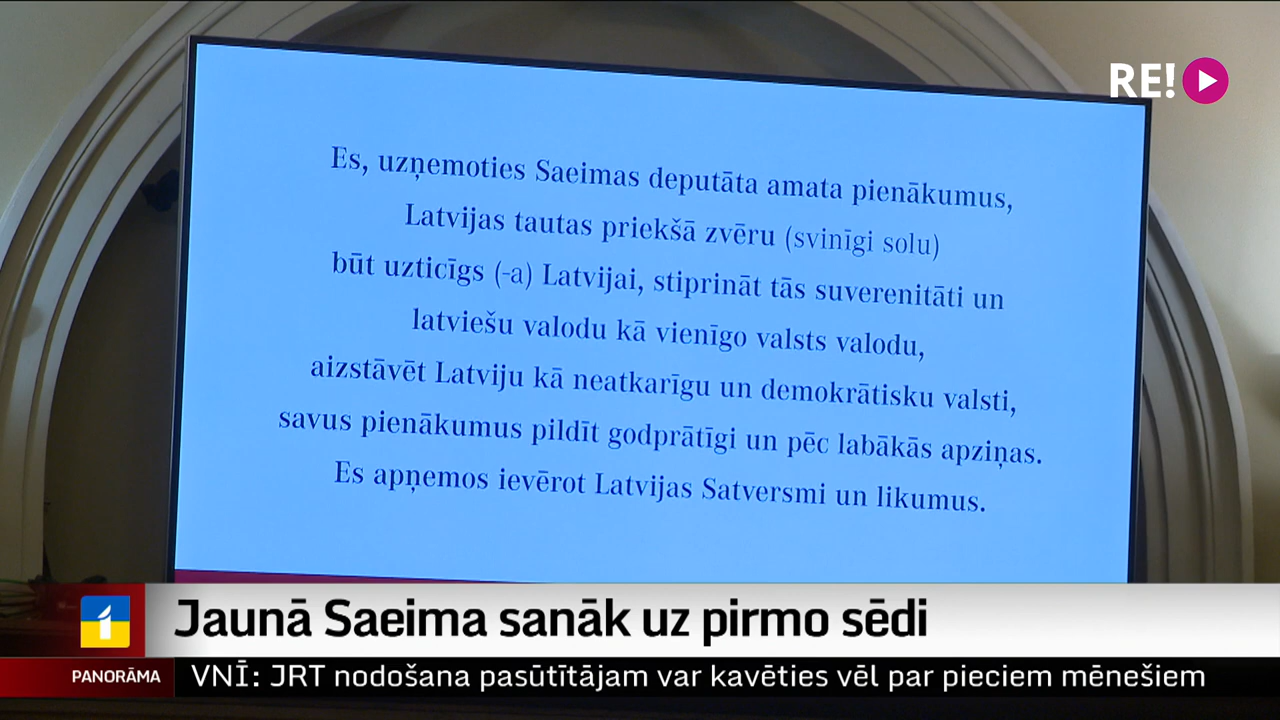 RE!
Es, uzņemoties Saeimas deputāta amata pienākumus,
Latvijas tautas priekšā zvēru (svinīgi solu)
būt uzticīgs (-a) Latvijai, stiprināt tās suverenitāti un
latviešu valodu kā vienīgo valsts valodu,
aizstāvēt Latviju kā neatkarīgu un demokrātisku valsti,
savus pienākumus pildīt godprātīgi un pēc labākās apziņas.
Es apņemos ievērot Latvijas Satversmi un likumus.
1
Jaunā Saeima sanāk uz pirmo sēdi
PANORĀMA
VNĪ: JRT nodošana pasūtītājam var kavēties vēl par pieciem mēnešiem